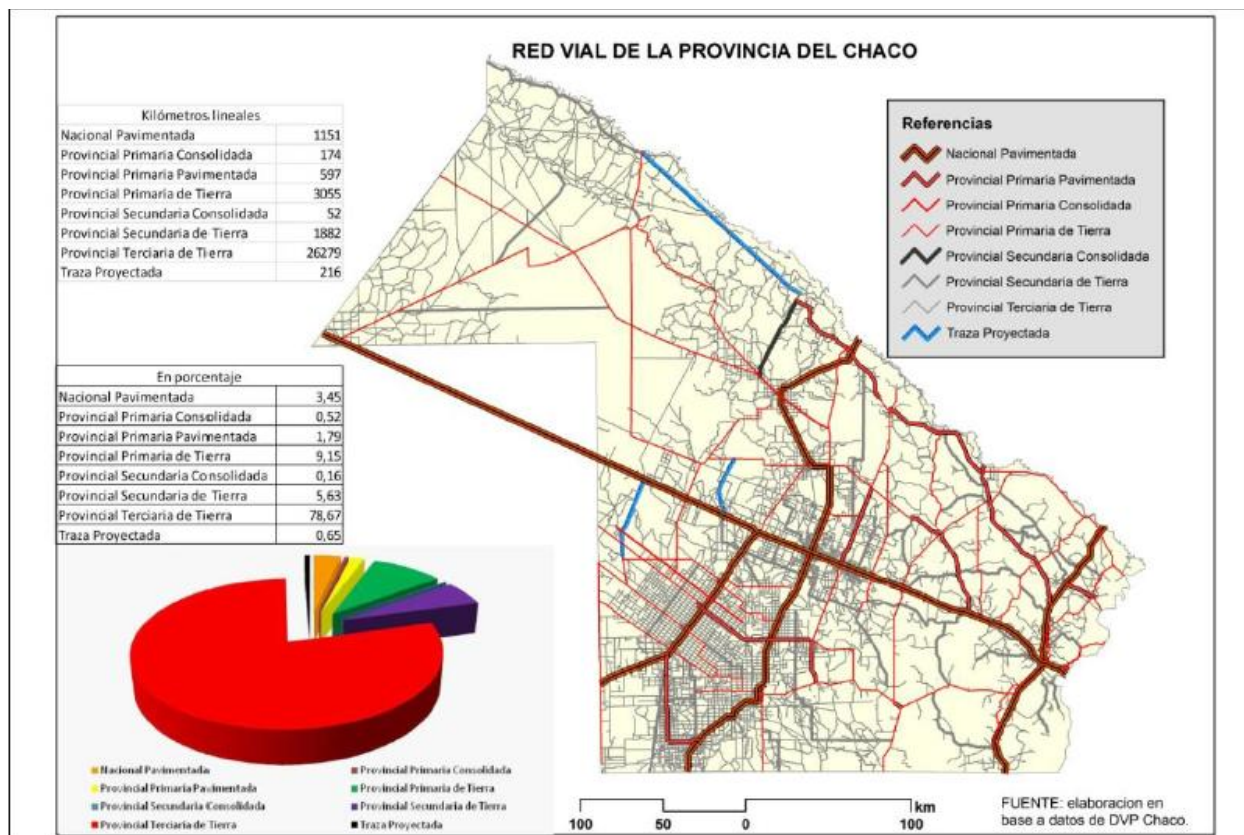 RED VIAL DE LA PROVINCIA DEL CHACO
Kilómetros lineales
Nacional Pavimentada 1151
Provincial Primaria Consolidada 174
Provincial Primaria Pavimentada 597
Provincial Primaria de Tierra 3055
Provincial Secundaria Consolidada 52
Provincial Secundaria de Tierra 1882
Provincial Terciaria de Tierra 26279
Traza Proyectada 216
En porcentaje
Nacional Pavimentada 3,45
Provincial Primaria Consolidada 0,52
Provincial Primaria Pavimentada 1,79
Provincial Primaria de Tierra 9,15
Provincial Secundaria Consolidada 0,16
Provincial Secundaria de Tierra 5,63
Provincial Terciaria de Tierra 78,67
Traza Proyectada 0,65
Nacional Pavimentada Provincial Primaria Consolidada
Provincial Primaria Pavimentada Provincial Primaria de Tierra
Provincial Secundaria Consolidada Provincial Secundaria de Tierra
Provincial Terciaria de Tierra Traza Proyectada
Referencias
Nacional Pavimentada
Provincial Primaria Pavimentada
Provincial Primaria Consolidada
Provincial Primaria de Tierra
Provincial Secundaria Consolidada
Provincial Secundaria de Tierra
Provincial Terciaria de Tierra
Traza Proyectada
km
100 50 0 100
FUENTE: elaboracion en
base a datos de DVP Chaco.